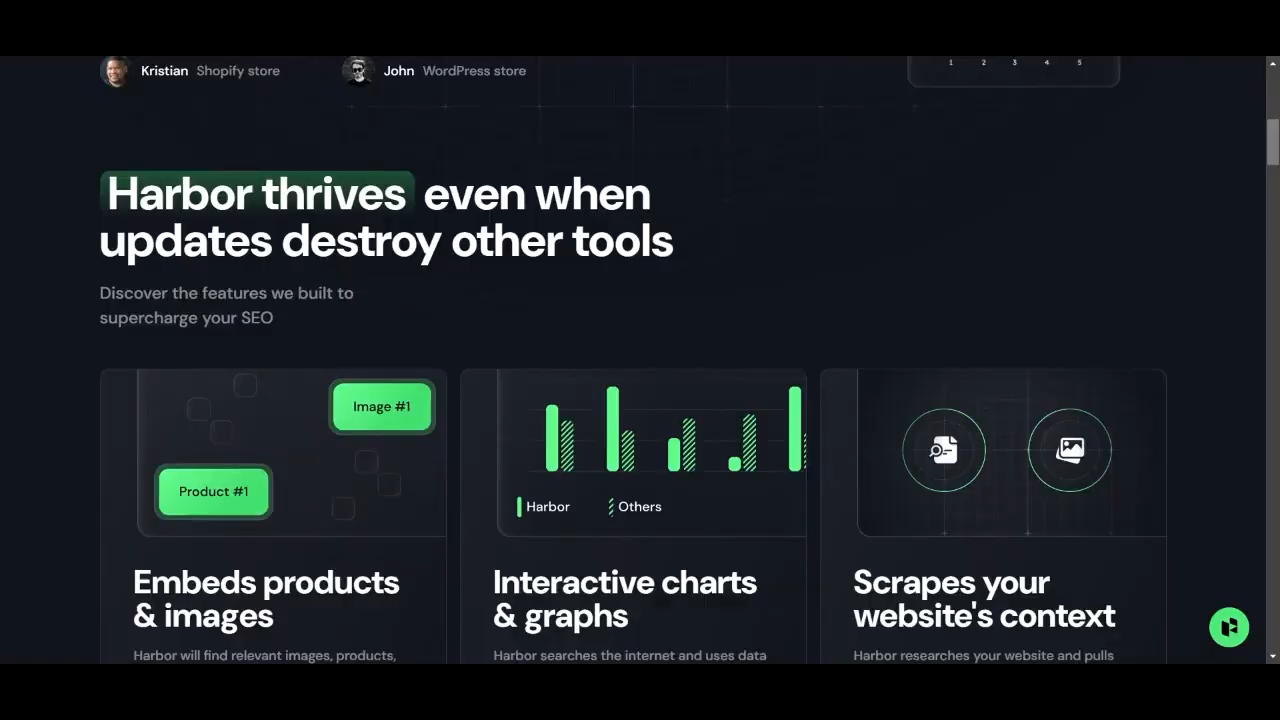 Kristian Shopify store
John WordPress store
1 2 3 4 5
Harbor thrives even when
updates destroy other tools
Discover the features we built to
supercharge your SEO
Image #1
Product #1
Harbor
Others
Embeds products
& images
Harbor will find relevant images, products,
Interactive charts
& graphs
Harbor searches the internet and uses data
Scrapes your
website's context
Harbor researches your website and pulls